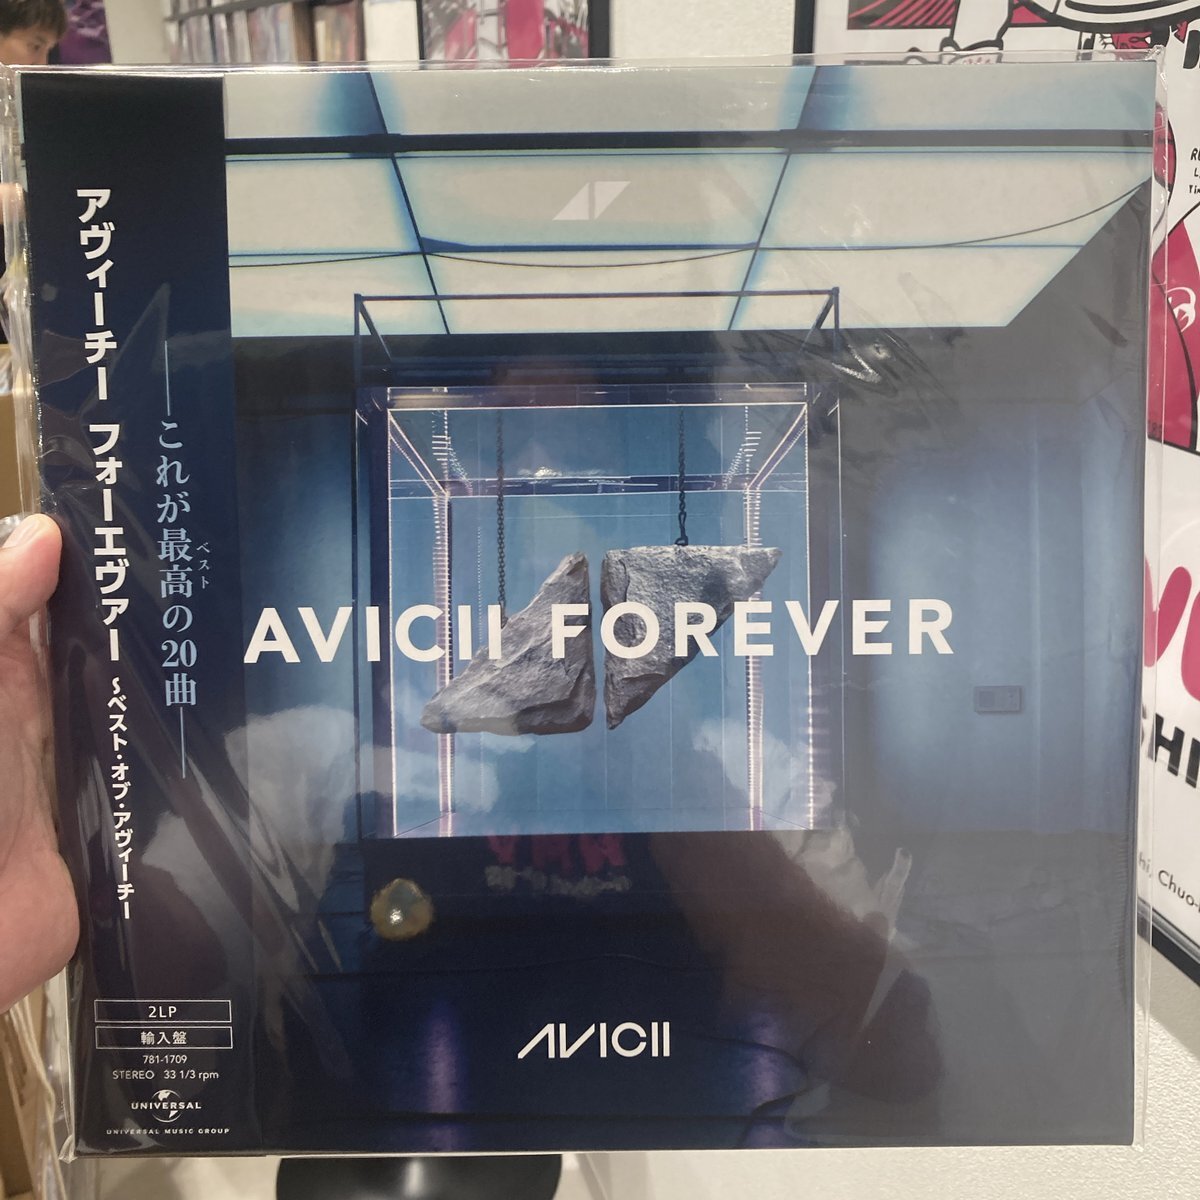 アヴィーチー フォーエヴァー 〜ベスト・オブ・アヴィーチー
──これが最高の20曲──
ベスト
AVICII FOREVER
AVICII
2LP
輸入盤
781-1709
STEREO 33 1/3 rpm
UNIVERSAL
UNIVERSAL MUSIC GROUP